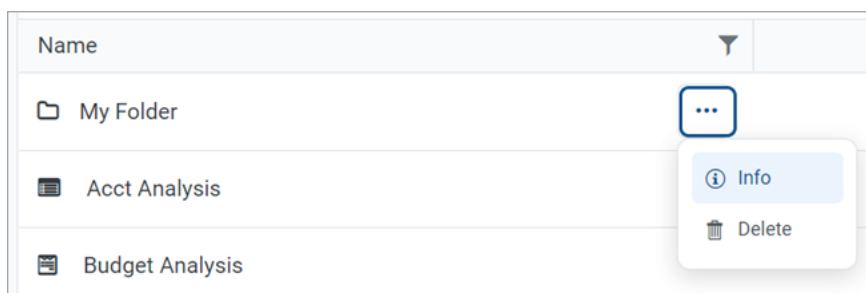 Name
My Folder
Info
Acct Analysis
Delete
Budget Analysis